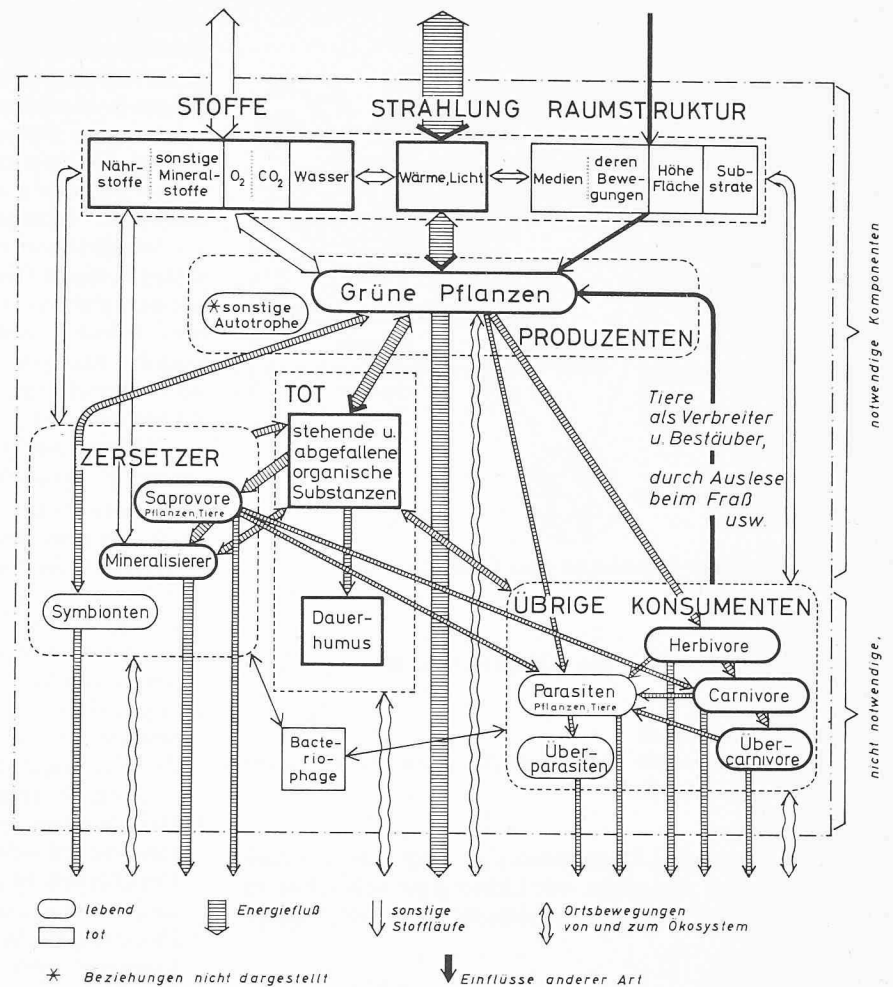 STOFFE STRAHLUNG RAUMSTRUKTUR
Nähr-
stoffe
sonstige
Mineral-
stoffe
O₂
CO₂
Wasser
Wärme, Licht
Medien
deren
Bewe-
gungen
Höhe
Fläche
Sub-
strate
Grüne Pflanzen
* sonstige
Autotrophe
PRODUZENTEN
notwendige Komponenten
Tiere
als Verbreiter
u. Bestäuber,
durch Auslese
beim Fraß
usw.
TOT
stehende u.
abgefallene
organische
Substanzen
ZERSETZER
Saprovore
Pflanzen, Tiere
Mineralisierer
Symbionten
Dauer-
humus
Bacte-
rio-
phage
ÜBRIGE KONSUMENTEN
Herbivore
Parasiten
Pflanzen, Tiere
Carnivore
Über-
parasiten
Über-
carnivore
nicht notwendige,
lebend
tot
Energiefluß
sonstige
Stoffläufe
Ortsbewegungen
von und zum Ökosystem
* Beziehungen nicht dargestellt
Einflüsse anderer Art